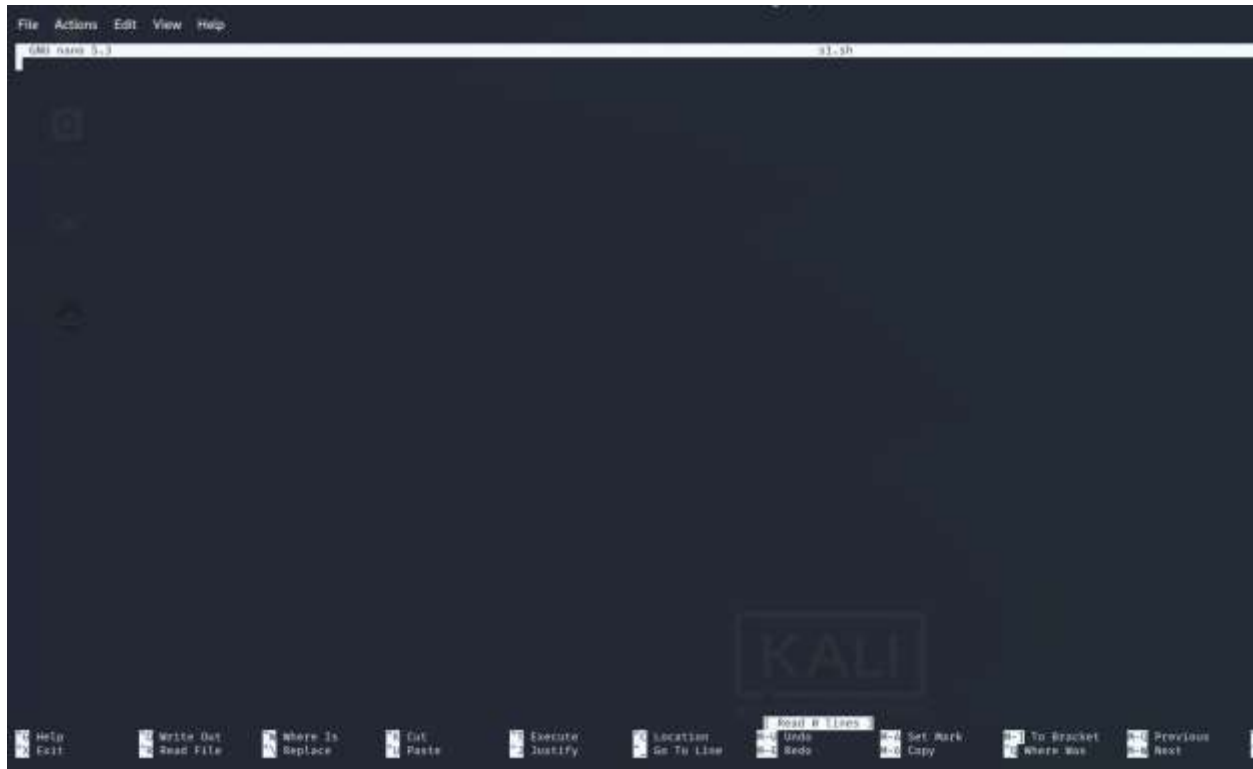 File Actions Edit View Help
GNU nano 5.3 s1.sh
KALI
[ Read 0 lines ]
^G Help ^O Write Out ^W Where Is ^K Cut ^T Execute ^C Location M-U Undo M-A Set Mark M-] To Bracket M-Q Previous
^X Exit ^R Read File ^\ Replace ^U Paste ^J Justify ^_ Go To Line M-E Redo M-6 Copy ^Q Where Was M-W Next